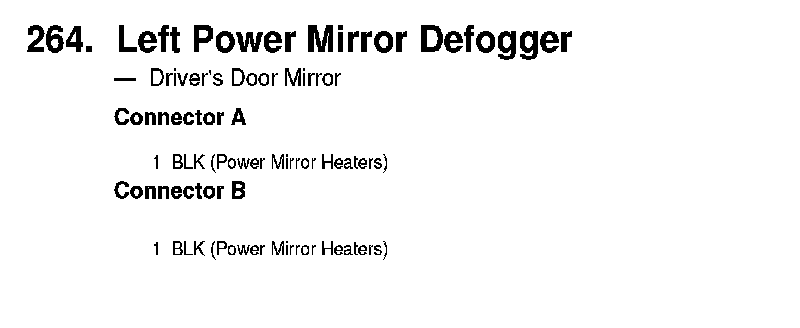 264. Left Power Mirror Defogger
— Driver's Door Mirror
Connector A
1 BLK (Power Mirror Heaters)
Connector B
1 BLK (Power Mirror Heaters)